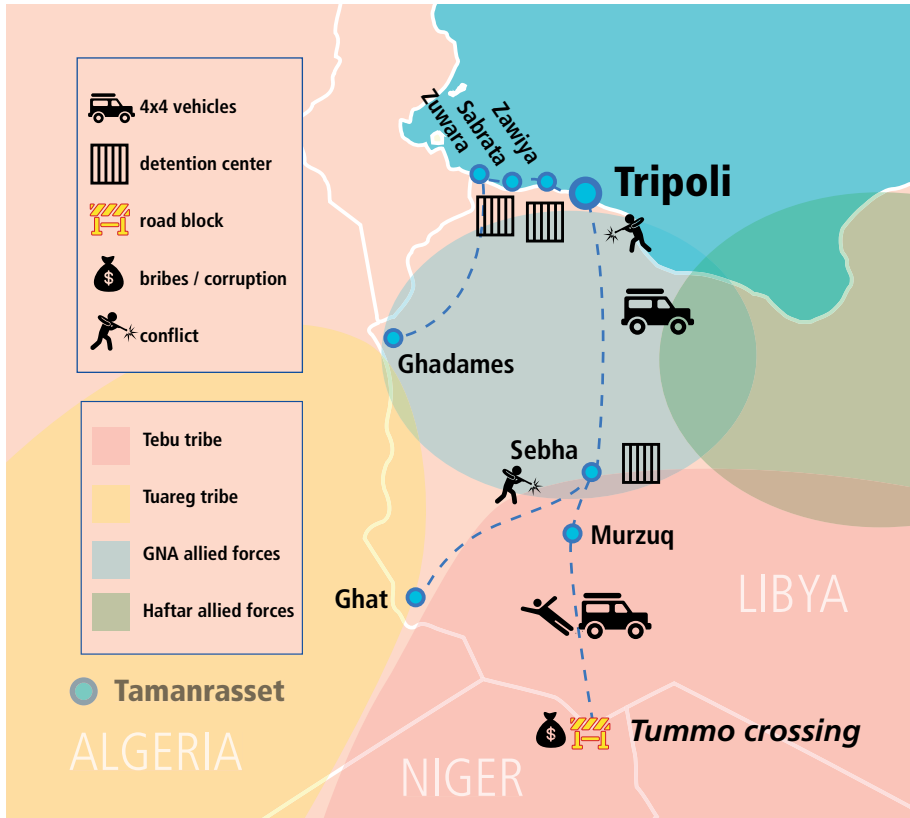 4x4 vehicles
detention center
road block
$
bribes / corruption
conflict
Tebu tribe
Tuareg tribe
GNA allied forces
Haftar allied forces
Zuwara
Sabrata
Zawiya
Tripoli
Ghadames
Sebha
Murzuq
Ghat
LIBYA
Tamanrasset
ALGERIA
$
Tummo crossing
NIGER